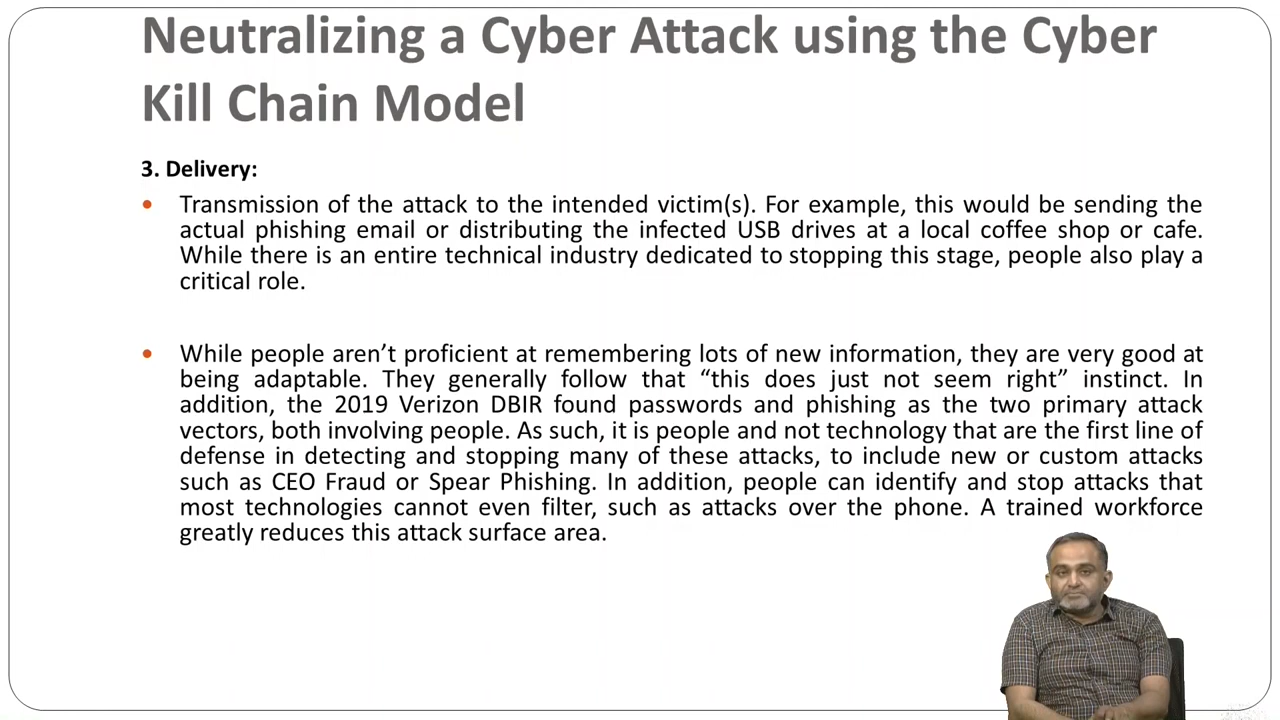 Neutralizing a Cyber Attack using the Cyber
Kill Chain Model
3. Delivery:
• Transmission of the attack to the intended victim(s). For example, this would be sending the
actual phishing email or distributing the infected USB drives at a local coffee shop or cafe.
While there is an entire technical industry dedicated to stopping this stage, people also play a
critical role.
• While people aren’t proficient at remembering lots of new information, they are very good at
being adaptable. They generally follow that “this does just not seem right” instinct. In
addition, the 2019 Verizon DBIR found passwords and phishing as the two primary attack
vectors, both involving people. As such, it is people and not technology that are the first line of
defense in detecting and stopping many of these attacks, to include new or custom attacks
such as CEO Fraud or Spear Phishing. In addition, people can identify and stop attacks that
most technologies cannot even filter, such as attacks over the phone. A trained workforce
greatly reduces this attack surface area.